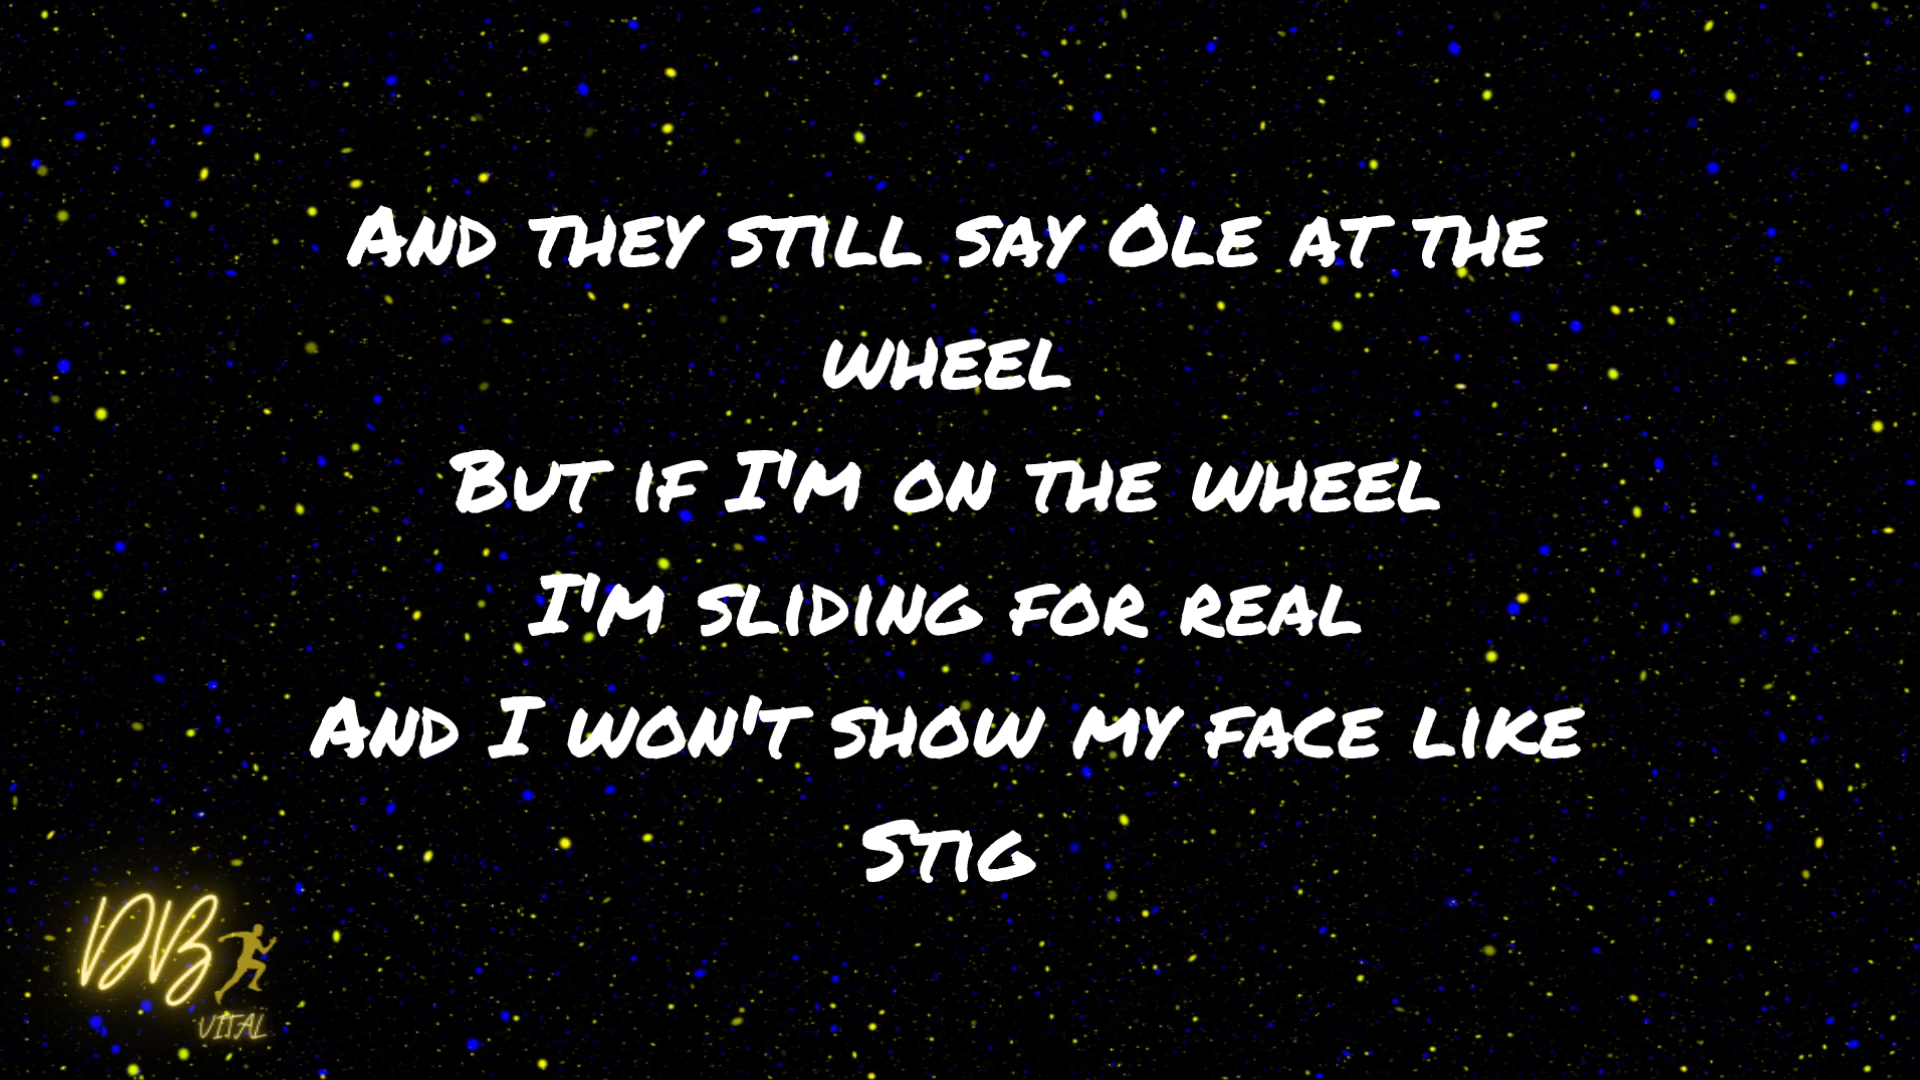 And they still say Ole at the
wheel
But if I'm on the wheel
I'm sliding for real
And I won't show my face like
Stig
DB
VITAL